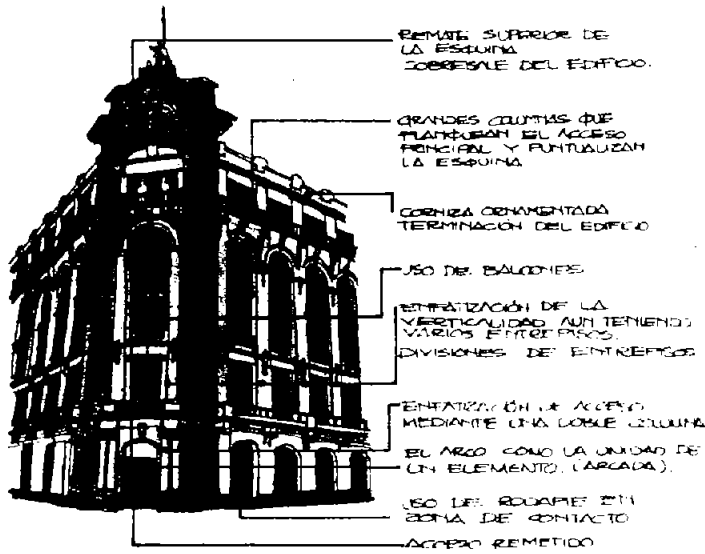 REMATE SUPERIOR DE
LA ESQUINA
SOBRESALE DEL EDIFICIO.
GRANDES COLUMNAS QUE
FLANQUEAN EL ACCESO
PRINCIPAL Y PUNTUALIZAN
LA ESQUINA
CORNIZA ORNAMENTADA
TERMINACIÓN DEL EDIFICIO
USO DE BALCONES
ENFATIZACIÓN DE LA
VERTICALIDAD AUN TENIENDO
VARIOS ENTREPISOS.
DIVISIONES DE ENTREPISOS
ENFATIZACIÓN DE ACCESO
MEDIANTE UNA DOBLE COLUMNA
EL ARCO COMO LA UNIDAD DE
UN ELEMENTO. (ARCADA).
USO DE RODAPIE EN
ZONA DE CONTACTO
ACCESO REMETIDO